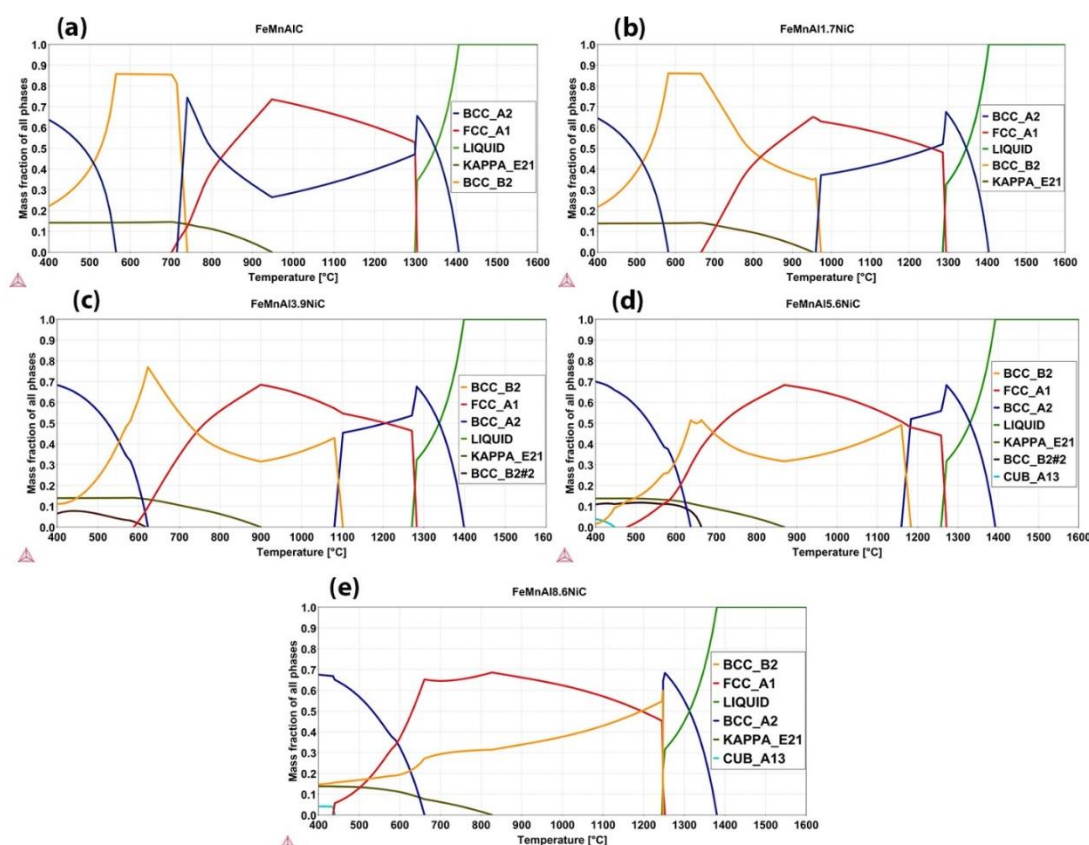 (a)
FeMnAlC
Mass fraction of all phases
1.0
0.9
0.8
0.7
0.6
0.5
0.4
0.3
0.2
0.1
0.0
BCC_A2
FCC_A1
LIQUID
KAPPA_E21
BCC_B2
400 500 600 700 800 900 1000 1100 1200 1300 1400 1500 1600
Temperature [°C]
(b)
FeMnAl1.7NiC
Mass fraction of all phases
1.0
0.9
0.8
0.7
0.6
0.5
0.4
0.3
0.2
0.1
0.0
BCC_A2
FCC_A1
LIQUID
BCC_B2
KAPPA_E21
400 500 600 700 800 900 1000 1100 1200 1300 1400 1500 1600
Temperature [°C]
(c)
FeMnAl3.9NiC
Mass fraction of all phases
1.0
0.9
0.8
0.7
0.6
0.5
0.4
0.3
0.2
0.1
0.0
BCC_B2
FCC_A1
BCC_A2
LIQUID
KAPPA_E21
BCC_B2#2
400 500 600 700 800 900 1000 1100 1200 1300 1400 1500 1600
Temperature [°C]
(d)
FeMnAl5.6NiC
Mass fraction of all phases
1.0
0.9
0.8
0.7
0.6
0.5
0.4
0.3
0.2
0.1
0.0
BCC_B2
FCC_A1
BCC_A2
LIQUID
KAPPA_E21
BCC_B2#2
CUB_A13
400 500 600 700 800 900 1000 1100 1200 1300 1400 1500 1600
Temperature [°C]
(e)
FeMnAl8.6NiC
Mass fraction of all phases
1.0
0.9
0.8
0.7
0.6
0.5
0.4
0.3
0.2
0.1
0.0
BCC_B2
FCC_A1
LIQUID
BCC_A2
KAPPA_E21
CUB_A13
400 500 600 700 800 900 1000 1100 1200 1300 1400 1500 1600
Temperature [°C]